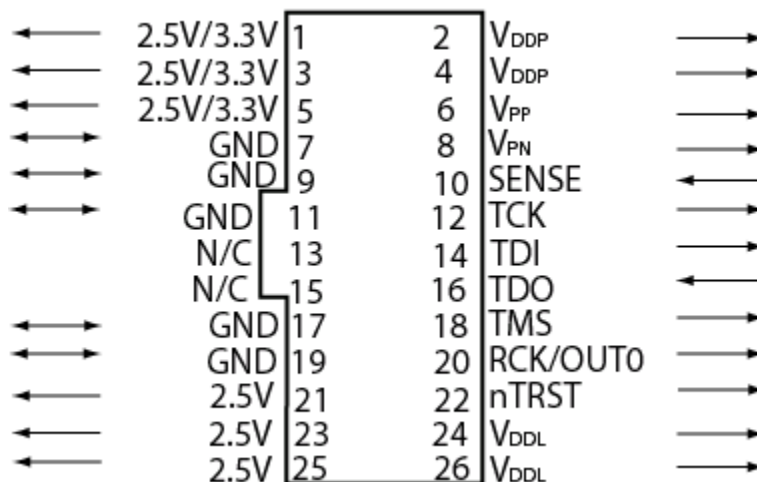 2.5V/3.3V 1 2 VDDP
2.5V/3.3V 3 4 VDDP
2.5V/3.3V 5 6 VPP
GND 7 8 VPN
GND 9 10 SENSE
GND 11 12 TCK
N/C 13 14 TDI
N/C 15 16 TDO
GND 17 18 TMS
GND 19 20 RCK/OUT0
2.5V 21 22 nTRST
2.5V 23 24 VDDL
2.5V 25 26 VDDL